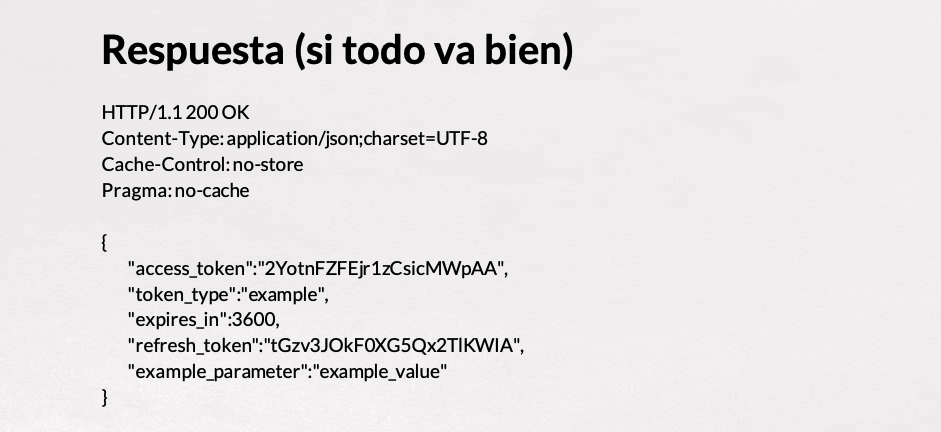 Respuesta (si todo va bien)
HTTP/1.1 200 OK
Content-Type: application/json;charset=UTF-8
Cache-Control: no-store
Pragma: no-cache
{
"access_token":"2YotnFZFEjr1zCsicMWpAA",
"token_type":"example",
"expires_in":3600,
"refresh_token":"tGzv3JOkF0XG5Qx2TlKWIA",
"example_parameter":"example_value"
}